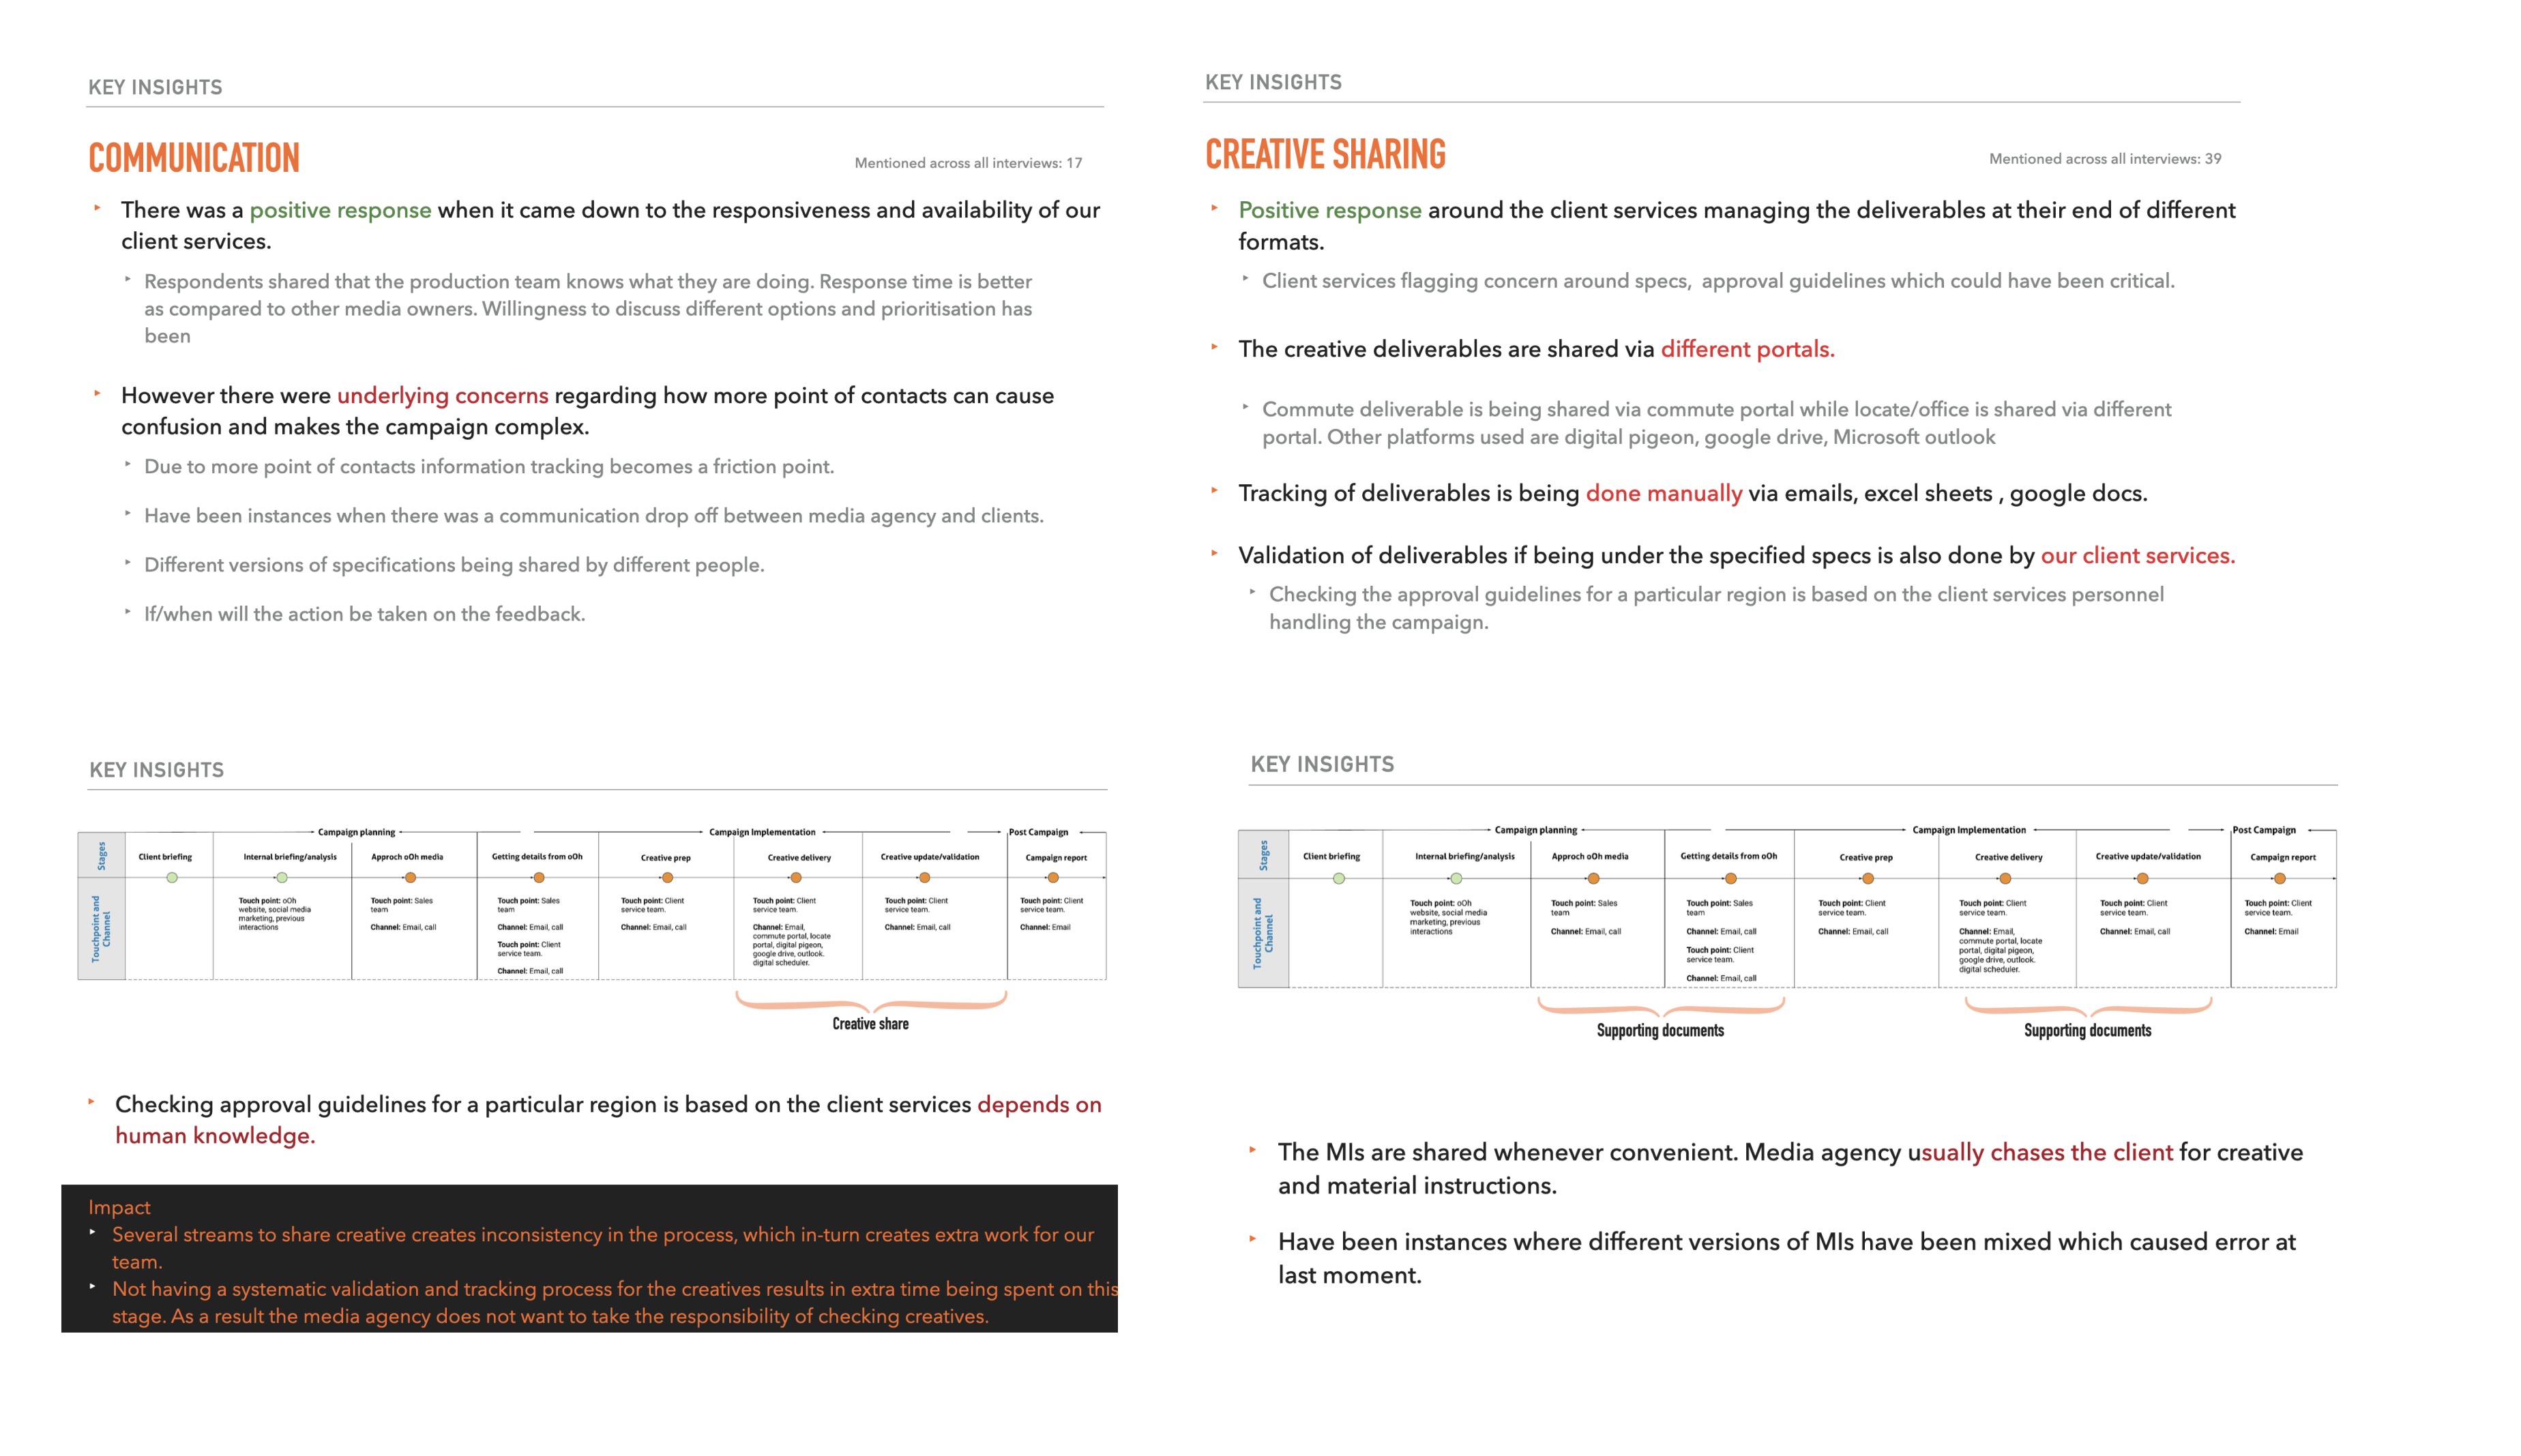 KEY INSIGHTS
COMMUNICATION
Mentioned across all interviews: 17
There was a positive response when it came down to the responsiveness and availability of our
client services.
Respondents shared that the production team knows what they are doing. Response time is better
as compared to other media owners. Willingness to discuss different options and prioritisation has
been
However there were underlying concerns regarding how more point of contacts can cause
confusion and makes the campaign complex.
Due to more point of contacts information tracking becomes a friction point.
Have been instances when there was a communication drop off between media agency and clients.
Different versions of specifications being shared by different people.
If/when will the action be taken on the feedback.
KEY INSIGHTS
CREATIVE SHARING
Mentioned across all interviews: 39
Positive response around the client services managing the deliverables at their end of different
formats.
Client services flagging concern around specs, approval guidelines which could have been critical.
The creative deliverables are shared via different portals.
Commute deliverable is being shared via commute portal while locate/office is shared via different
portal. Other platforms used are digital pigeon, google drive, Microsoft outlook
Tracking of deliverables is being done manually via emails, excel sheets , google docs.
Validation of deliverables if being under the specified specs is also done by our client services.
Checking the approval guidelines for a particular region is based on the client services personnel
handling the campaign.
KEY INSIGHTS
Campaign planning
Campaign Implementation
Post Campaign
Stages
Client briefing
Internal briefing/analysis
Approch oOh media
Getting details from oOh
Creative prep
Creative delivery
Creative update/validation
Campaign report
Touchpoint and
Channel
Touch point: oOh
website, social media
marketing, previous
interactions
Touch point: Sales
team
Channel: Email, call
Touch point: Sales
team
Channel: Email, call
Touch point: Client
service team.
Channel: Email, call
Touch point: Client
service team.
Channel: Email, call
Touch point: Client
service team.
Channel: Email,
commute portal, locate
portal, digital pigeon,
google drive, outlook.
digital scheduler.
Touch point: Client
service team.
Channel: Email, call
Touch point: Client
service team.
Channel: Email
Creative share
Checking approval guidelines for a particular region is based on the client services depends on
human knowledge.
Impact
Several streams to share creative creates inconsistency in the process, which in-turn creates extra work for our
team.
Not having a systematic validation and tracking process for the creatives results in extra time being spent on this
stage. As a result the media agency does not want to take the responsibility of checking creatives.
KEY INSIGHTS
Campaign planning
Campaign Implementation
Post Campaign
Stages
Client briefing
Internal briefing/analysis
Approch oOh media
Getting details from oOh
Creative prep
Creative delivery
Creative update/validation
Campaign report
Touchpoint and
Channel
Touch point: oOh
website, social media
marketing, previous
interactions
Touch point: Sales
team
Channel: Email, call
Touch point: Sales
team
Channel: Email, call
Touch point: Client
service team.
Channel: Email, call
Touch point: Client
service team.
Channel: Email, call
Touch point: Client
service team.
Channel: Email,
commute portal, locate
portal, digital pigeon,
google drive, outlook.
digital scheduler.
Touch point: Client
service team.
Channel: Email, call
Touch point: Client
service team.
Channel: Email
Supporting documents
Supporting documents
The MIs are shared whenever convenient. Media agency usually chases the client for creative
and material instructions.
Have been instances where different versions of MIs have been mixed which caused error at
last moment.